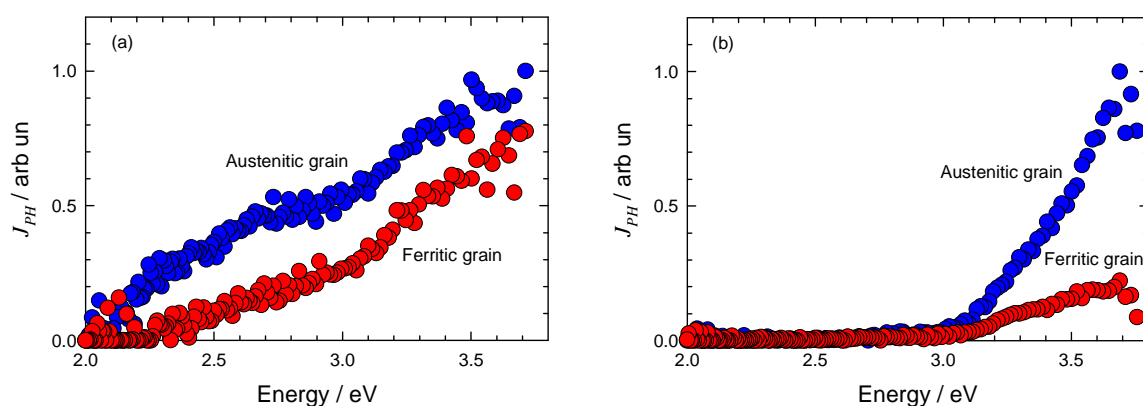 (a)
1.0
0.5
0.0
J_PH / arb un
Austenitic grain
Ferritic grain
2.0 2.5 3.0 3.5
Energy / eV
(b)
1.0
0.5
0.0
J_PH / arb un
Austenitic grain
Ferritic grain
2.0 2.5 3.0 3.5
Energy / eV